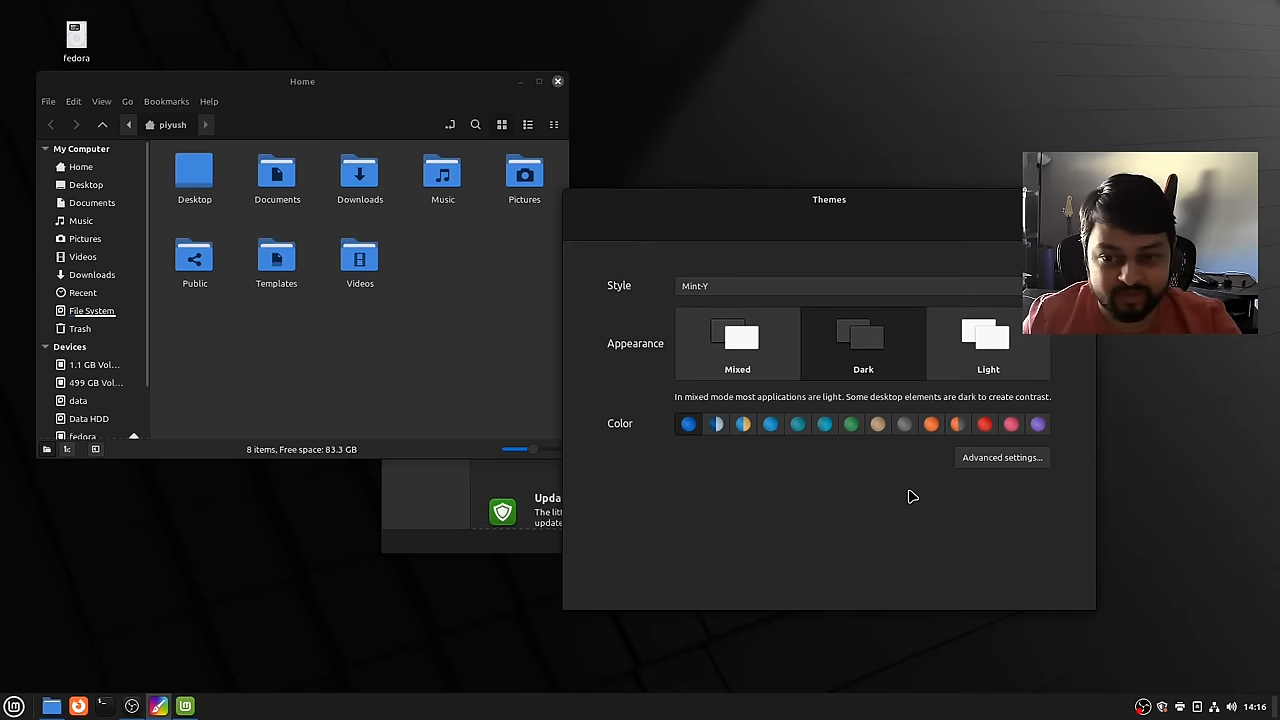 fedora
Home
File Edit View Go Bookmarks Help
piyush
My Computer
Home
Desktop
Documents
Music
Pictures
Videos
Downloads
Recent
File System
Trash
Devices
1.1 GB Vol...
499 GB Vol...
data
Data HDD
fedora
Desktop Documents Downloads Music Pictures
Public Templates Videos
8 items, Free space: 83.3 GB
Upda
The litt
update
Themes
Style Mint-Y
Appearance
Mixed Dark Light
In mixed mode most applications are light. Some desktop elements are dark to create contrast.
Color
Advanced settings...
14:16